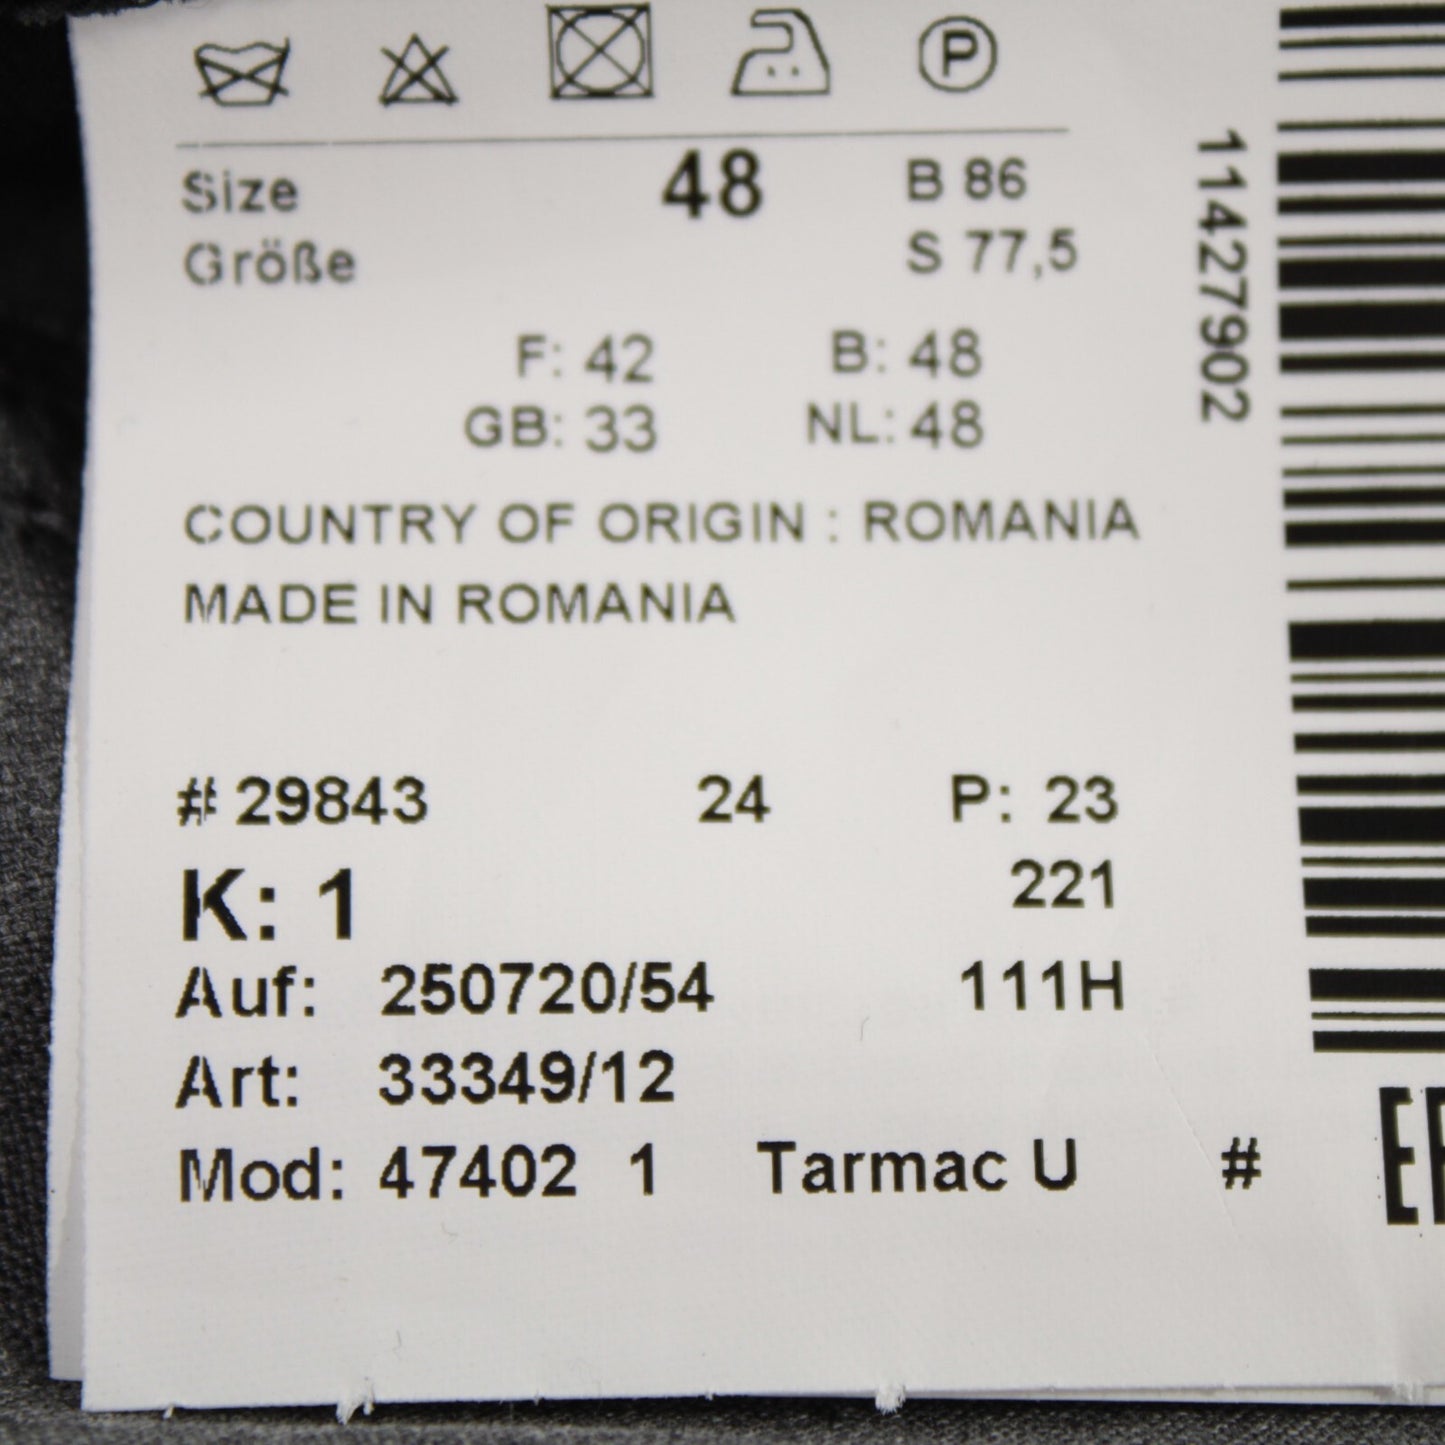 P
Size 48 B 86
Größe S 77,5
F: 42 B: 48
GB: 33 NL: 48
COUNTRY OF ORIGIN : ROMANIA
MADE IN ROMANIA
# 29843 24 P: 23
K: 1 221
Auf: 250720/54 111H
Art: 33349/12
Mod: 47402 1 Tarmac U #
11427902